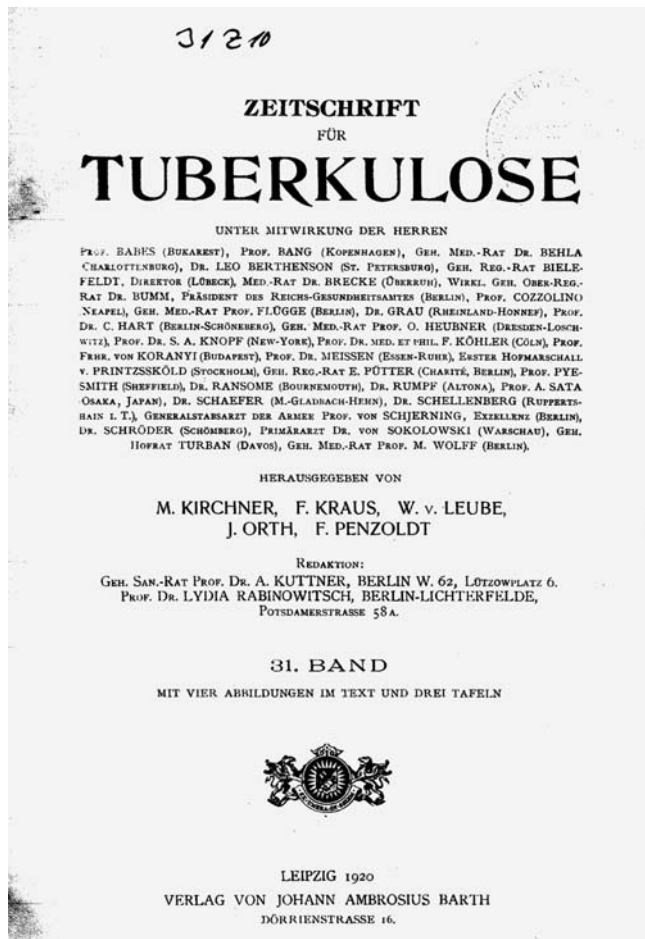 31 Z 10
ZEITSCHRIFT
FÜR
TUBERKULOSE
UNTER MITWIRKUNG DER HERREN
PROF. BABES (BUKAREST), PROF. BANG (KOPENHAGEN), GEH. MED.-RAT DR. BEHLA
CHARLOTTENBURG), DR. LEO BERTHENSON (ST. PETERSBURG), GEH. REG.-RAT BIELE-
FELDT, DIREKTOR (LÜBECK), MED.-RAT DR. BRECKE (ÜBERRUH), WIRKL. GEH. OBER-REG.-
RAT DR. BUMM, PRÄSIDENT DES REICHS-GESUNDHEITSAMTES (BERLIN), PROF. COZZOLINO
NEAPEL), GEH. MED.-RAT PROF. FLÜGGE (BERLIN), DR. GRAU (RHEINLAND-HONNEF), PROF.
DR. C. HART (BERLIN-SCHÖNEBERG), GEH. MED.-RAT PROF. O. HEUBNER (DRESDEN-LOSCH-
WITZ), PROF. DR. S. A. KNOPF (NEW-YORK), PROF. DR. MED. ET PHIL. F. KÖHLER (CÖLN), PROF.
FRHR. VON KORANYI (BUDAPEST), PROF. DR. MEISSEN (ESSEN-RUHR), ERSTER HOFMARSCHALL
V. PRINTZSSKÖLD (STOCKHOLM), GEH. REG.-RAT E. PÜTTER (CHARITÉ, BERLIN), PROF. PYE-
SMITH (SHEFFIELD), DR. RANSOME (BOURNEMOUTH), DR. RUMPF (ALTONA), PROF. A. SATA
OSAKA, JAPAN), DR. SCHAEFER (M.-GLADBACH-HEHN), DR. SCHELLENBERG (RUPPERTS-
HAIN I. T.), GENERALSTABSARZT DER ARMEE PROF. VON SCHJERNING, EXZELLENZ (BERLIN),
DR. SCHRÖDER (SCHÖMBERG), PRIMÄRARZT DR. VON SOKOLOWSKI (WARSCHAU), GEH.
HOFRAT TURBAN (DAVOS), GEH. MED.-RAT PROF. M. WOLFF (BERLIN).
HERAUSGEGEBEN VON
M. KIRCHNER, F. KRAUS, W. V. LEUBE,
J. ORTH, F. PENZOLDT
REDAKTION:
GEH. SAN.-RAT PROF. DR. A. KUTTNER, BERLIN W. 62, LÜTZOWPLATZ 6.
PROF. DR. LYDIA RABINOWITSCH, BERLIN-LICHTERFELDE,
POTSDAMERSTRASSE 58A.
31. BAND
MIT VIER ABBILDUNGEN IM TEXT UND DREI TAFELN
LEIPZIG 1920
VERLAG VON JOHANN AMBROSIUS BARTH
DÖRRIENSTRASSE 16.